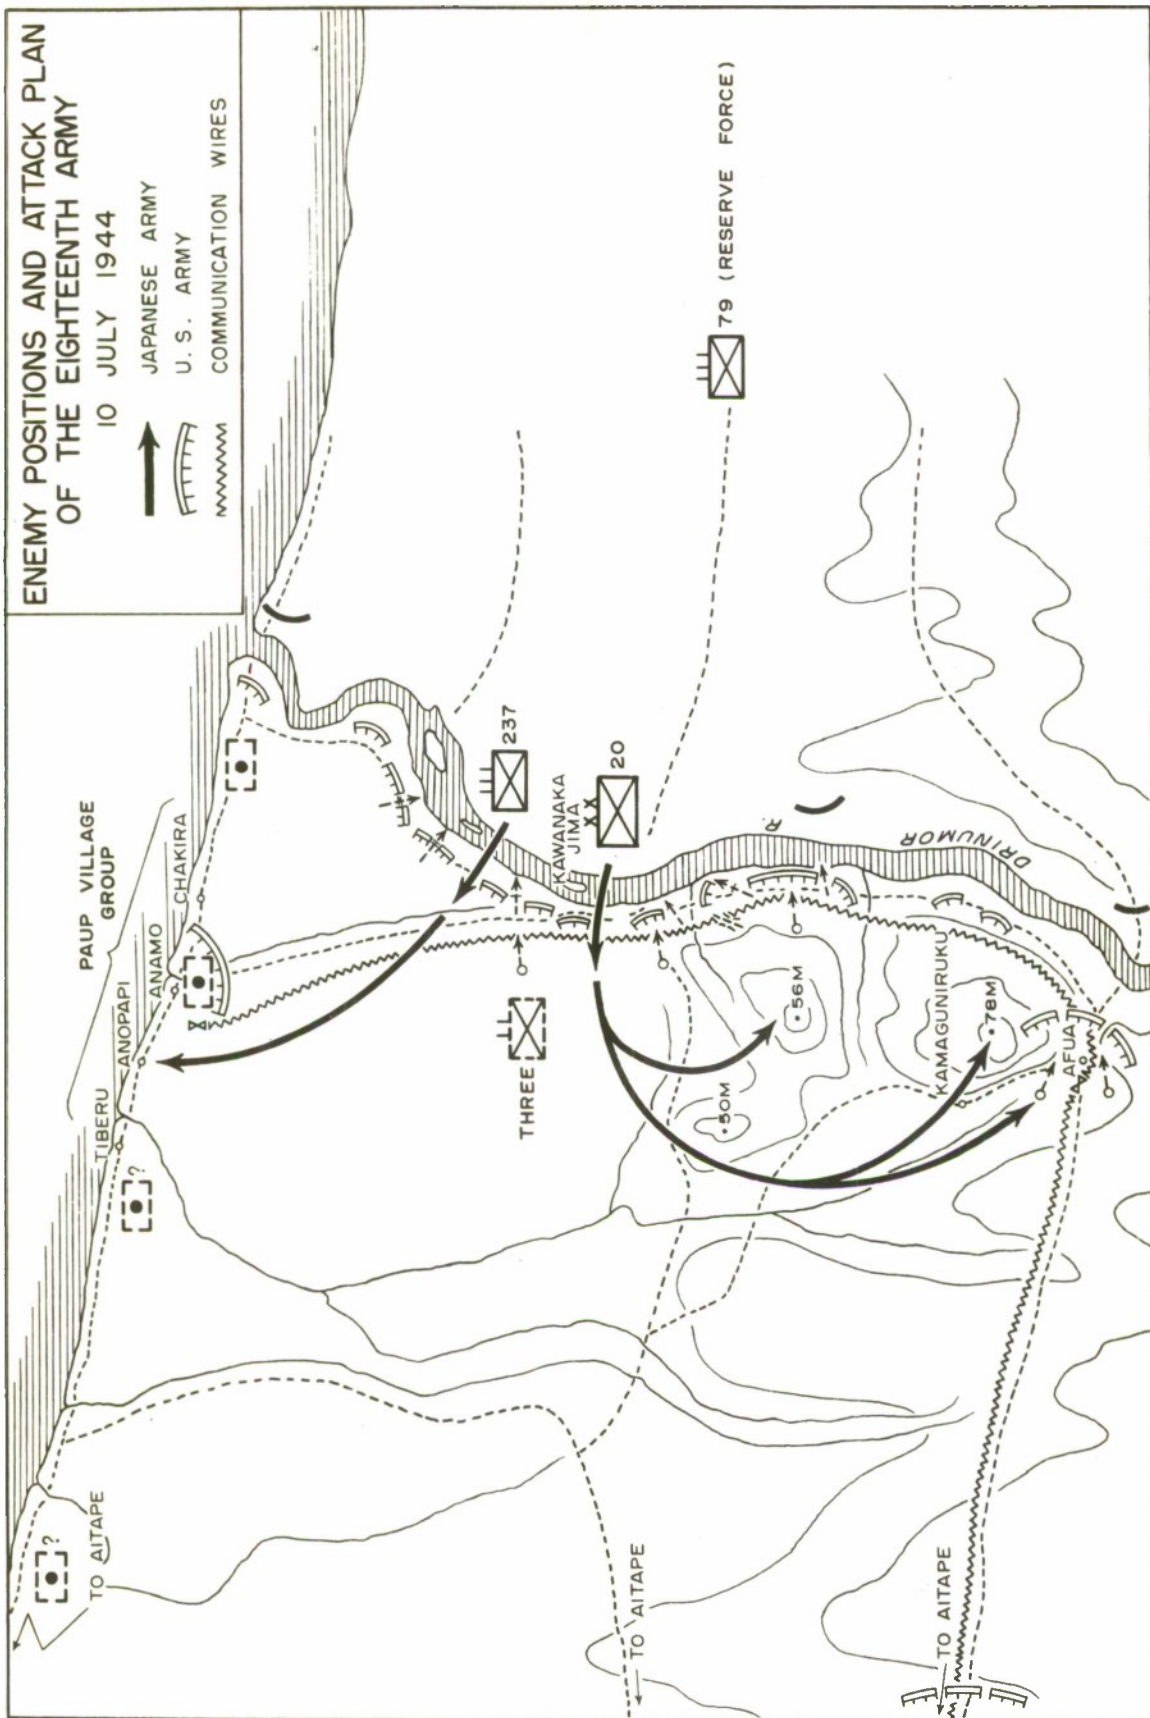 ENEMY POSITIONS AND ATTACK PLAN
OF THE EIGHTEENTH ARMY
10 JULY 1944
JAPANESE ARMY
U. S. ARMY
COMMUNICATION WIRES
PAUP VILLAGE
GROUP
TIBERU
ANOPAPI
ANAMO
CHAKIRA
?
?
TO AITAPE
237
79 (RESERVE FORCE)
KAWANAKA
JIMA
20
THREE
• 50M
• 56M
KAMAGUNIRUKU
• 78M
AFUA
DRINUMOR
R.
TO AITAPE
TO AITAPE